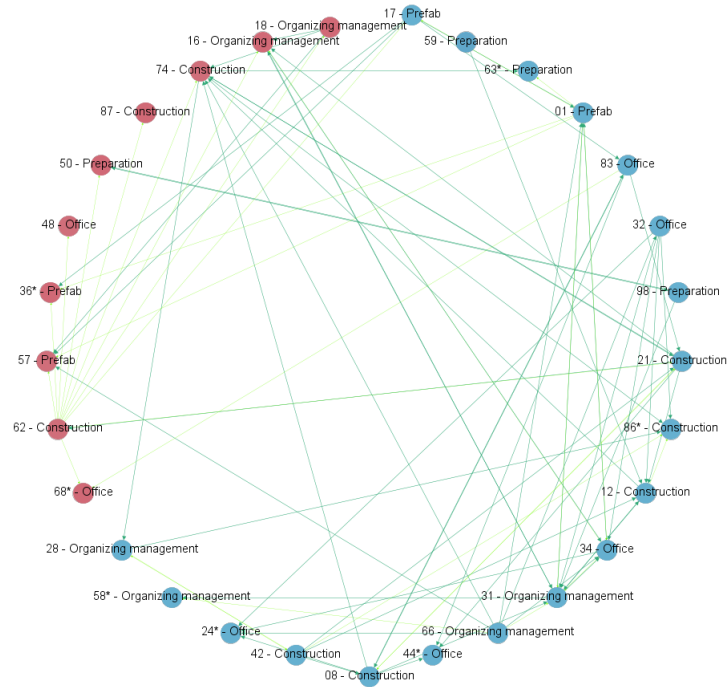 17 - Prefab
18 - Organizing management
16 - Organizing management
59 - Preparation
74 - Construction
63* - Preparation
87 - Construction
01 - Prefab
50 - Preparation
83 - Office
48 - Office
32 - Office
36* - Prefab
98 - Preparation
57 - Prefab
21 - Construction
62 - Construction
86* - Construction
68* - Office
12 - Construction
28 - Organizing management
34 - Office
58* - Organizing management
31 - Organizing management
24* - Office
66 - Organizing management
42 - Construction
44* - Office
08 - Construction